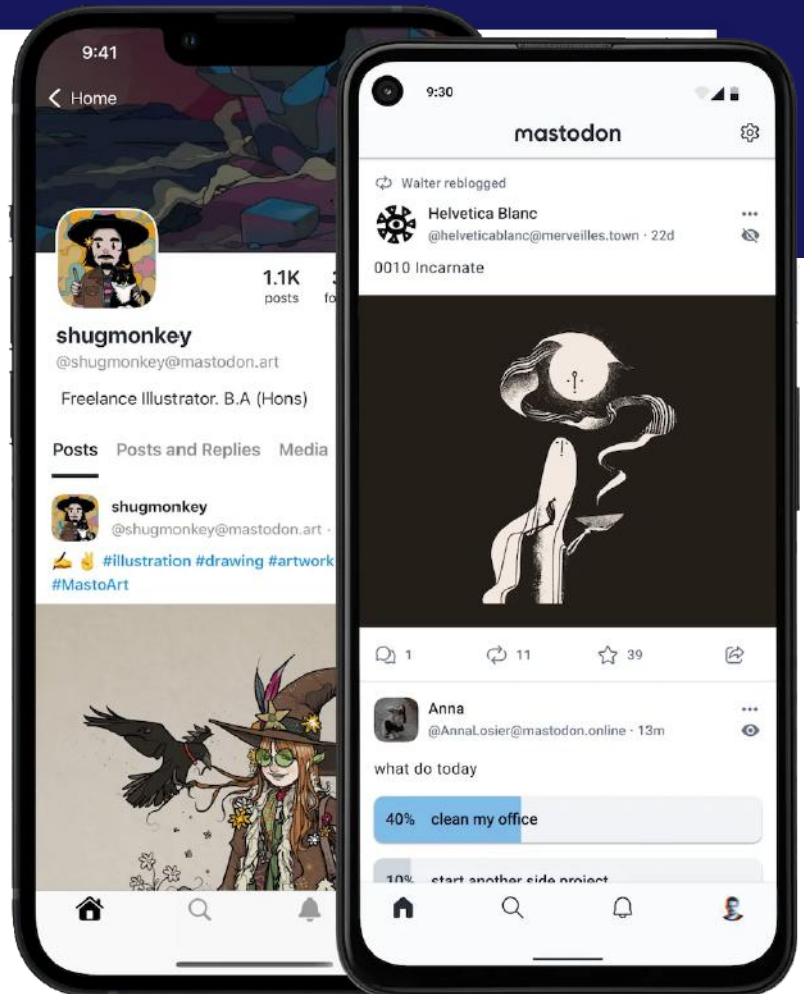 9:41
Home
1.1K
posts
shugmonkey
@shugmonkey@mastodon.art
Freelance Illustrator. B.A (Hons)
Posts Posts and Replies Media
shugmonkey
@shugmonkey@mastodon.art ·
✍️ ✌️ #illustration #drawing #artwork
#MastoArt
9:30
mastodon
Walter reblogged
Helvetica Blanc
@helveticablanc@merveilles.town · 22d
0010 Incarnate
1 11 39
Anna
@AnnaLosier@mastodon.online · 13m
what do today
40% clean my office
10% start another side project